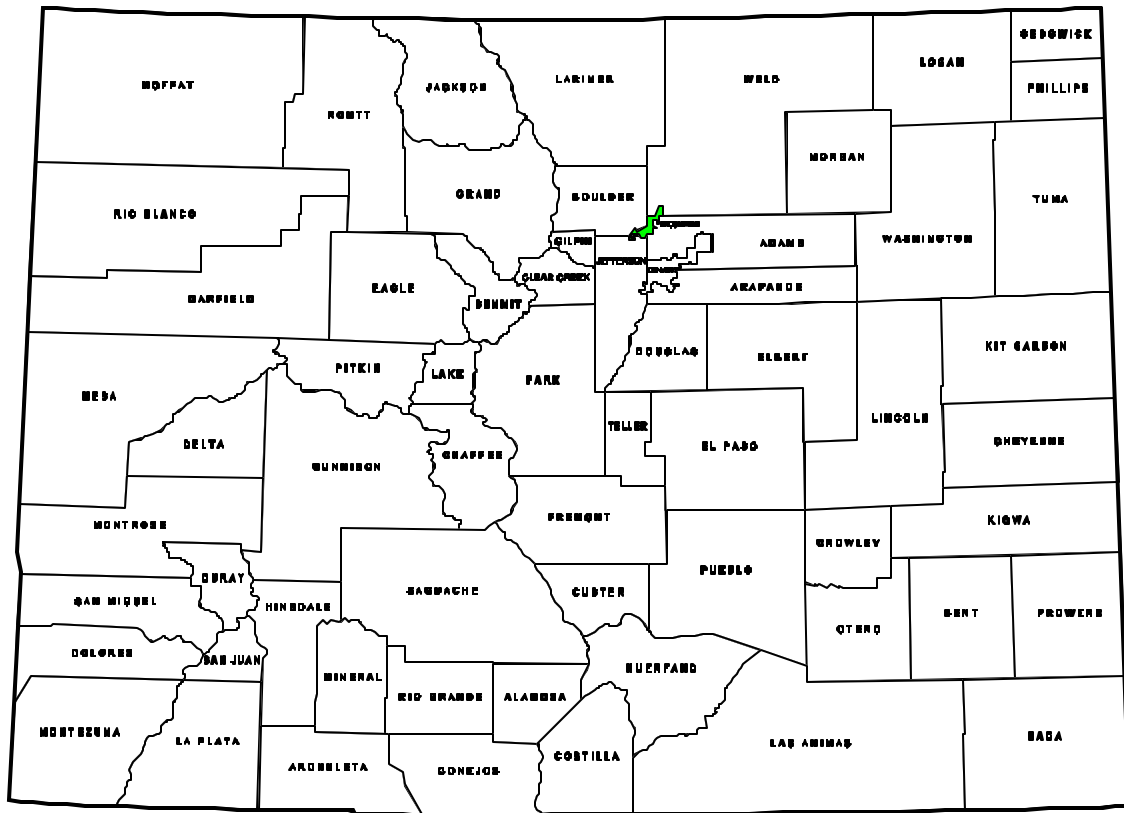 SEDGWICK
LOGAN
LARIMER
WELD
MOFFAT
JACKSON
PHILLIPS
ROUTT
MORGAN
GRAND
BOULDER
YUMA
RIO BLANCO
GILPIN
ADAMS
WASHINGTON
JEFFERSON
CLEAR CREEK
EAGLE
ARAPAHOE
GARFIELD
SUMMIT
KIT CARSON
DOUGLAS
ELBERT
PITKIN
LAKE
PARK
MESA
LINCOLN
TELLER
DELTA
EL PASO
CHEYENNE
CHAFFEE
GUNNISON
FREMONT
KIOWA
MONTROSE
CROWLEY
PUEBLO
OURAY
SAGUACHE
CUSTER
SAN MIGUEL
HINSDALE
BENT
PROWERS
OTERO
DOLORES
SAN JUAN
HUERFANO
MINERAL
RIO GRANDE
ALAMOSA
MONTEZUMA
LA PLATA
LAS ANIMAS
BACA
COSTILLA
ARCHULETA
CONEJOS